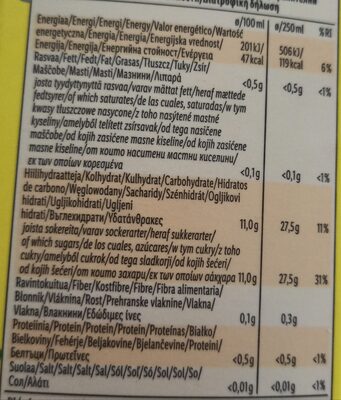 ø/100 ml ø/250 ml %RI
Energiaa/Energi/Energi/Energy/Valor energético/Wartość
energetyczna/Energia/Energia/Energijska vrednost/ 201kJ/ 506kJ/
Energija/Energija/Енергийна стойност/Ενέργεια 47kcal 119kcal 6%
Rasvaa/Fett/Fedt/Fat/Grasas/Tłuszcz/Tuky/Zsír/
Maščobe/Masti/Masti/Мазнини/Λιπαρά <0,5g <0,5g <1%
josta tyydyttynyttä rasvaa/varav mättat fett/heraf mættede
fedtsyrer/of which saturates/de las cuales, saturadas/w tym
kwasy tłuszczowe nasycone/z toho nasýtené mastné
kyseliny/amelyből telített zsírsavak/od tega nasičene
maščobe/od kojih zasićene masne kiseline/od kojih zasićene
masne kiseline/от които наситени мастни киселини/
εκ των οποίων κορεσμένα <0,1g <0,1g <1%
Hiilihydraatteja/Kolhydrat/Kulhydrat/Carbohydrate/Hidratos
de carbono/Węglowodany/Sacharidy/Szénhidrát/Ogljikovi
hidrati/Ugljikohidrati/Ugljeni
hidrati/Въглехидрати/Υδατάνθρακες 11,0g 27,5g 11%
joista sokereita/varav sockerarter/heraf sukkerarter/
of which sugars/de los cuales, azúcares/w tym cukry/z toho
cukry/amelyből cukrok/od tega sladkorji/od kojih šećeri/
od kojih šećeri/от които захари/εκ των οποίων σάκχαρα 11,0g 27,5g 31%
Ravintokuitua/Fiber/Kostfibre/Fibre/Fibra alimentaria/
Błonnik/Vláknina/Rost/Prehranske vlaknine/Vlakna/
Vlakna/Влакнини/Εδώδιμες ίνες 0,1g 0,3g
Proteiinia/Protein/Protein/Protein/Proteínas/Białko/
Bielkoviny/Fehérje/Beljakovine/Bjelančevine/Proteini/
Белтъци/Πρωτεΐνες <0,5g <0,5g <1%
Suolaa/Salt/Salt/Salt/Sal/Sól/Soľ/Só/Sol/Sol/So/
Сол/Αλάτι <0,01g <0,01g <1%